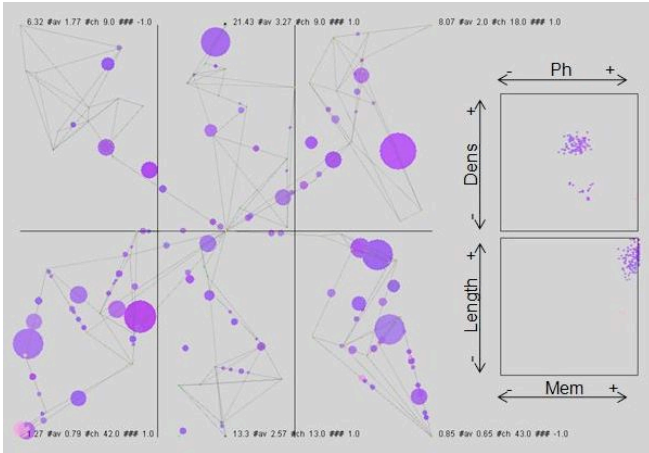 6.32 #av 1.77 #ch 9.0 ### -1.0
21.43 #av 3.27 #ch 9.0 ### 1.0
8.07 #av 2.0 #ch 18.0 ### 1.0
- Ph +
- Dens +
- Length +
- Mem +
1.27 #av 0.79 #ch 42.0 ### 1.0
13.3 #av 2.57 #ch 13.0 ### 1.0
0.85 #av 0.65 #ch 43.0 ### -1.0